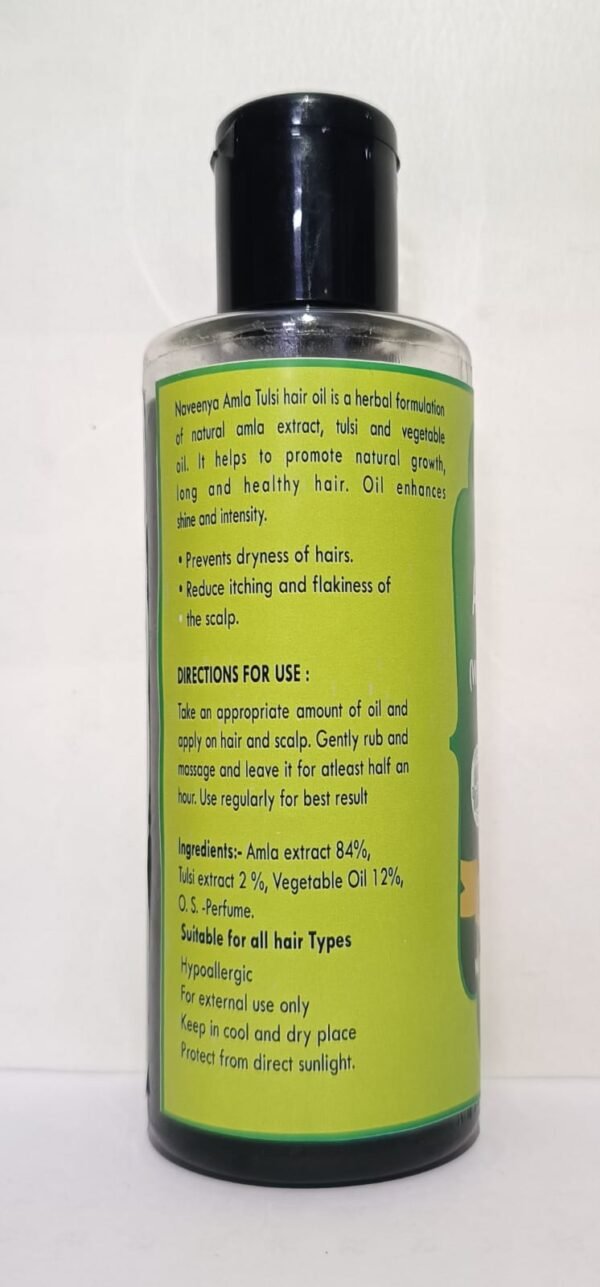 Naveenya Amla Tulsi hair oil is a herbal formulation
of natural amla extract, tulsi and vegetable
oil. It helps to promote natural growth,
long and healthy hair. Oil enhances
shine and intensity.
• Prevents dryness of hairs.
• Reduce itching and flakiness of
• the scalp.
DIRECTIONS FOR USE :
Take an appropriate amount of oil and
apply on hair and scalp. Gently rub and
massage and leave it for atleast half an
hour. Use regularly for best result
Ingredients:- Amla extract 84%,
Tulsi extract 2 %, Vegetable Oil 12%,
O. S. -Perfume.
Suitable for all hair Types
Hypoallergic
For external use only
Keep in cool and dry place
Protect from direct sunlight.